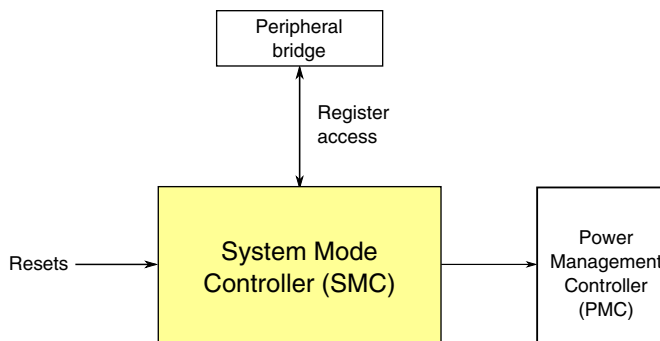 Peripheral
bridge
Register
access
Resets
System Mode
Controller (SMC)
Power
Management
Controller
(PMC)